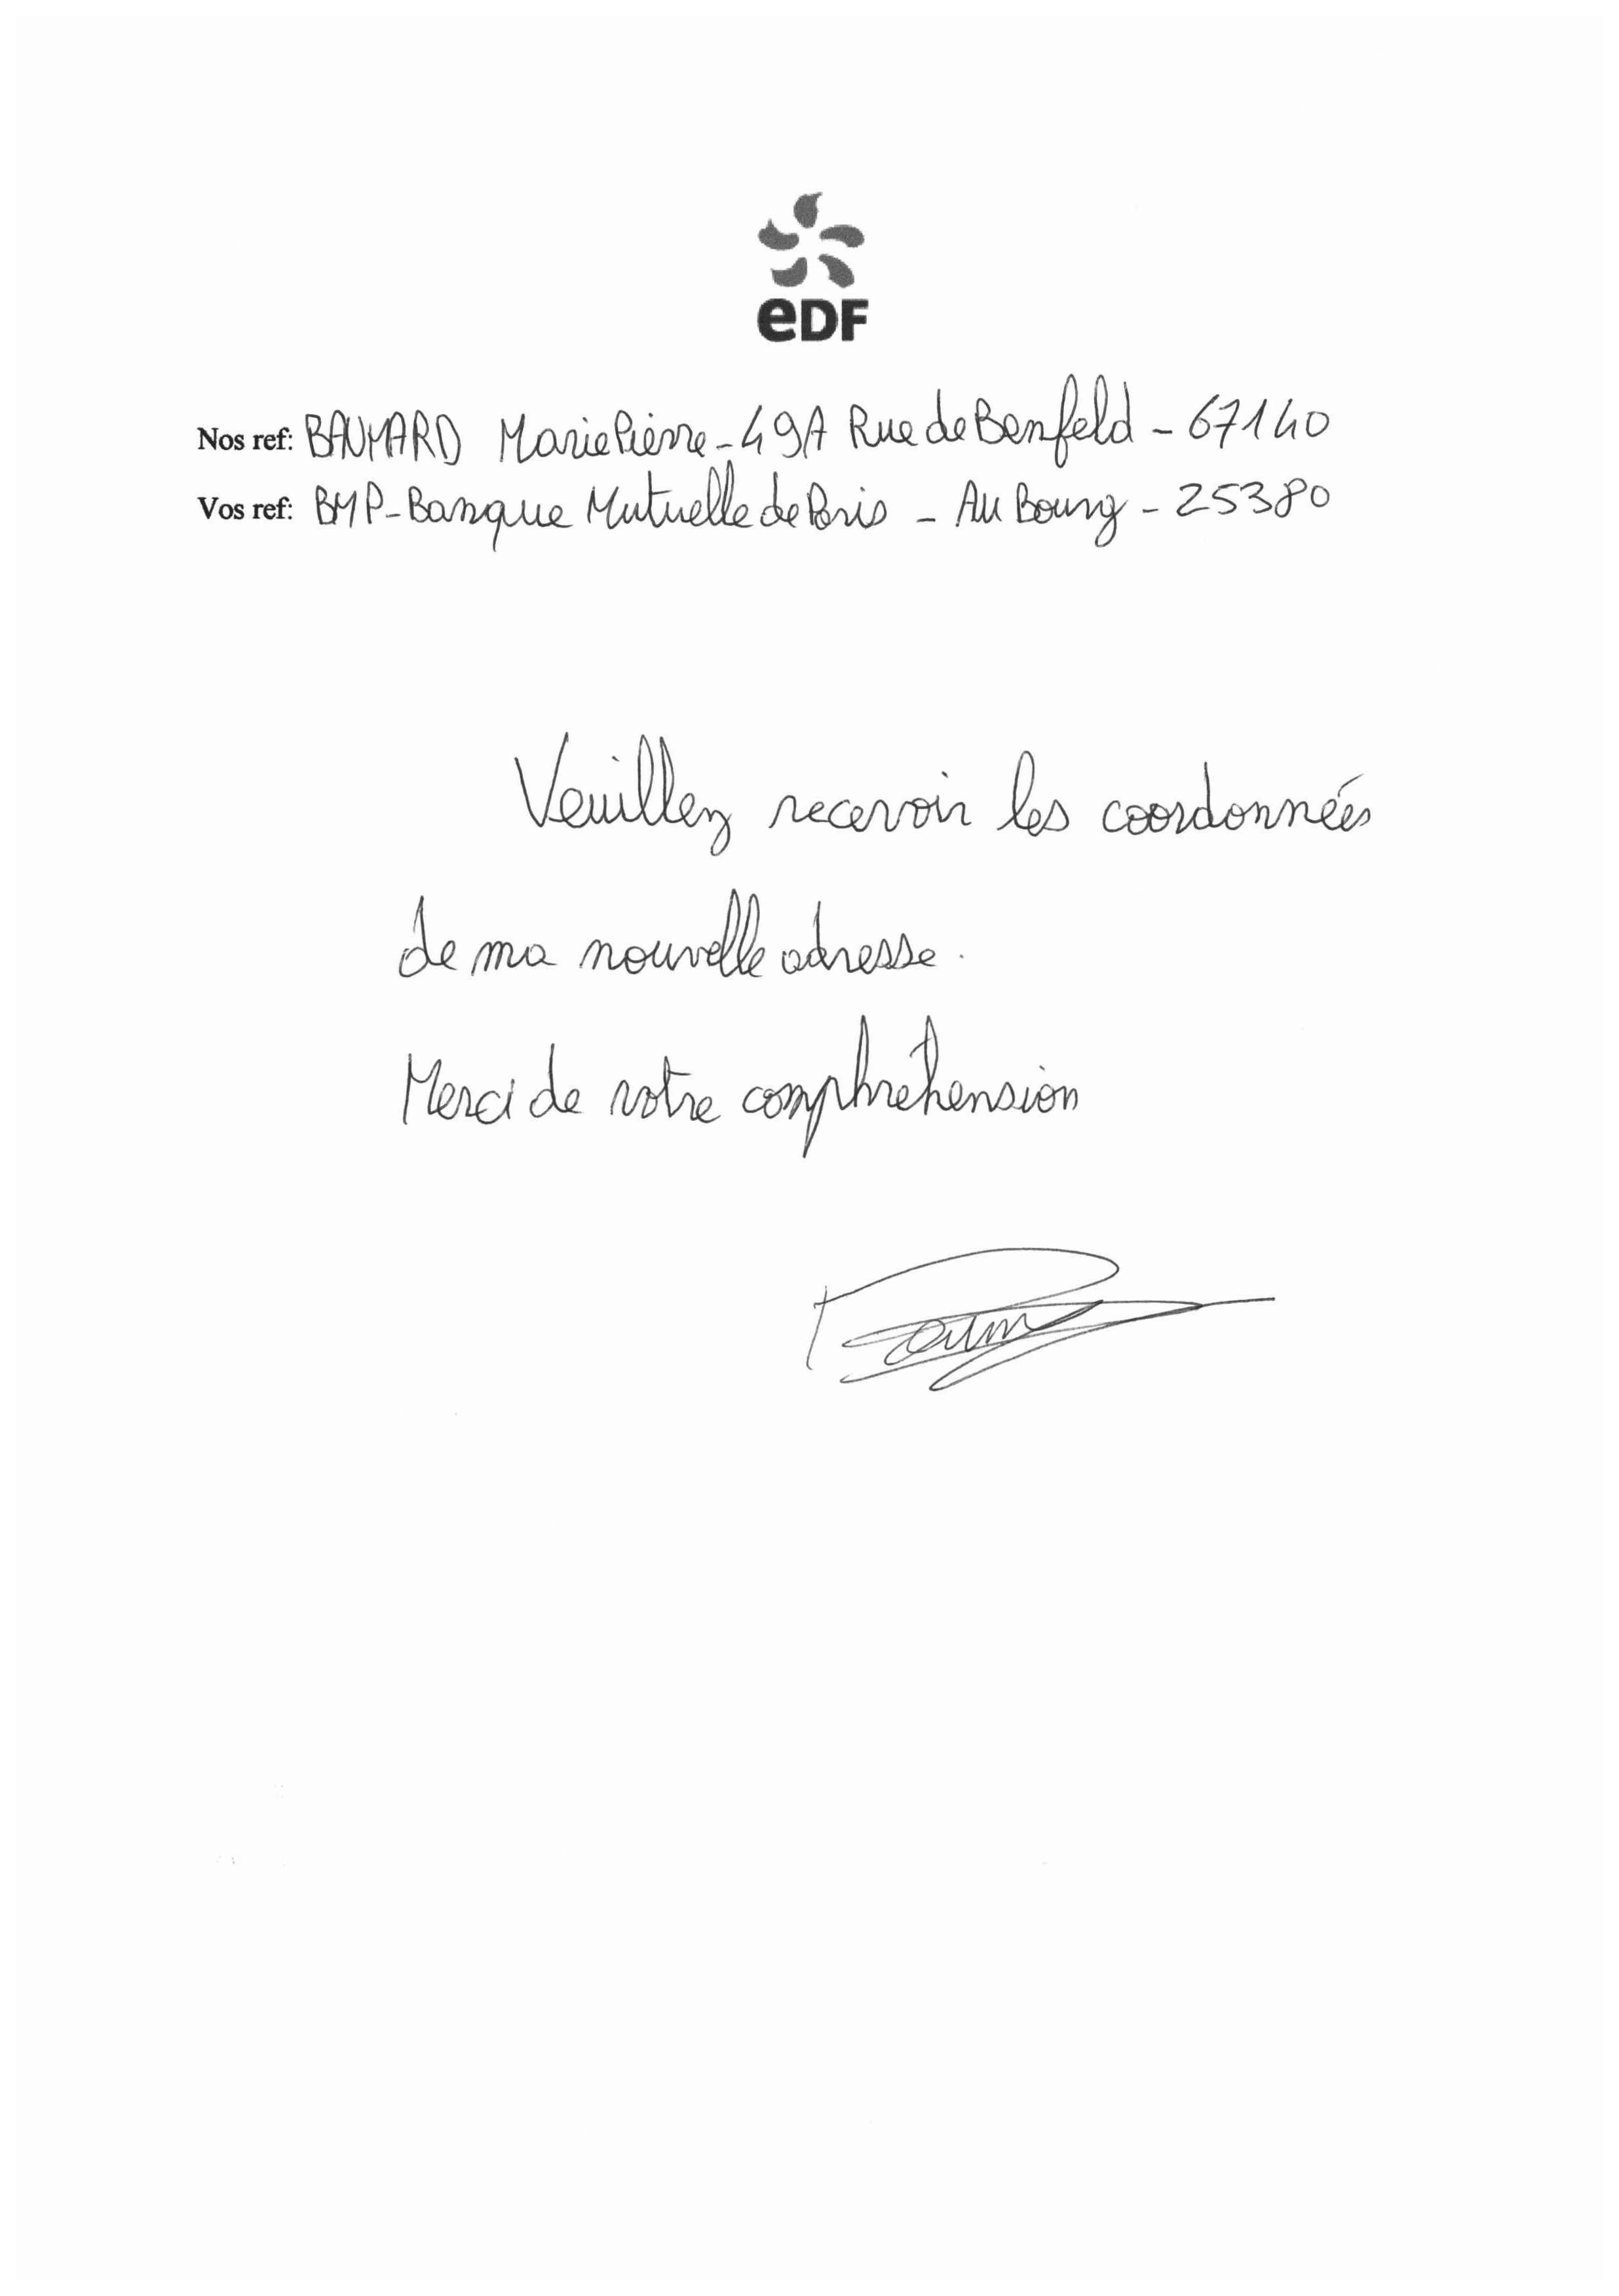 eDF
Nos ref: BAUMARD Marie Pierre - 49A Rue de Benfeld - 67140
Vos ref: BMP - Banque Mutuelle de Paris - Au Bourg - 25380
Veuillez recevoir les coordonnées
de ma nouvelle adresse.
Merci de votre comphréhension